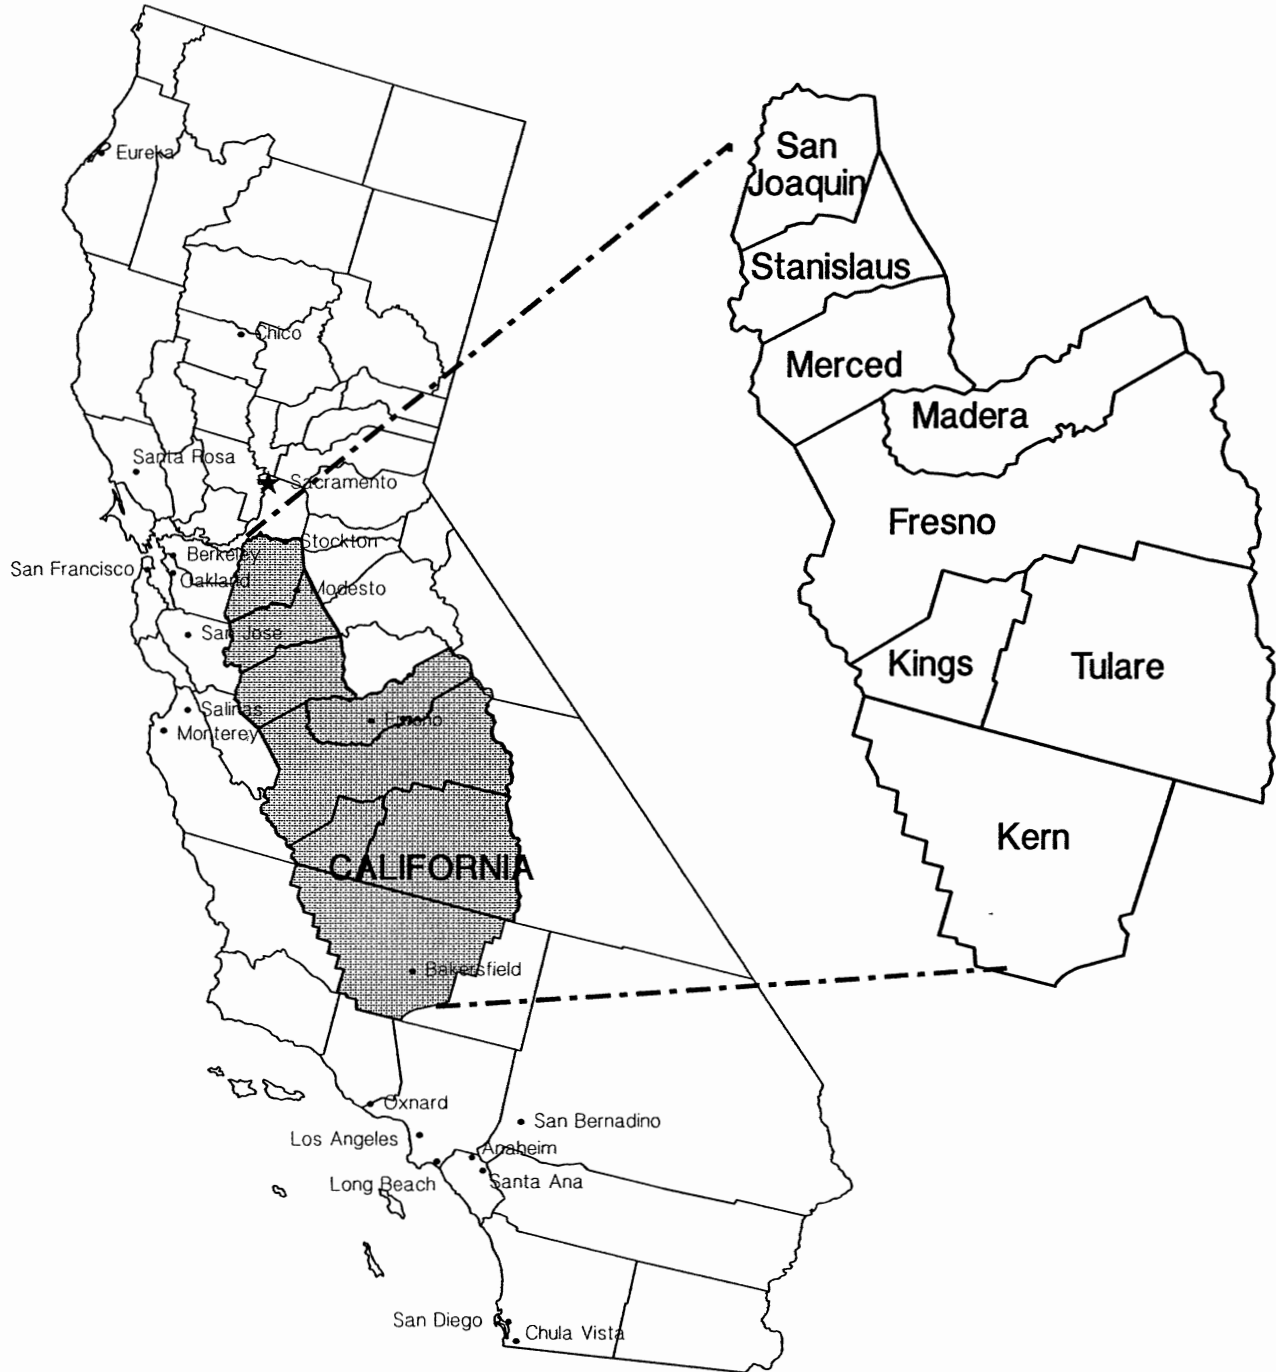 San
Joaquin
Stanislaus
Merced
Madera
Fresno
Kings
Tulare
Kern
Eureka
Chico
Santa Rosa
Sacramento
Stockton
Berkeley
San Francisco
Oakland
Modesto
San Jose
Salinas
Monterey
Fresno
CALIFORNIA
Bakersfield
Oxnard
Los Angeles
San Bernadino
Anaheim
Long Beach
Santa Ana
San Diego
Chula Vista